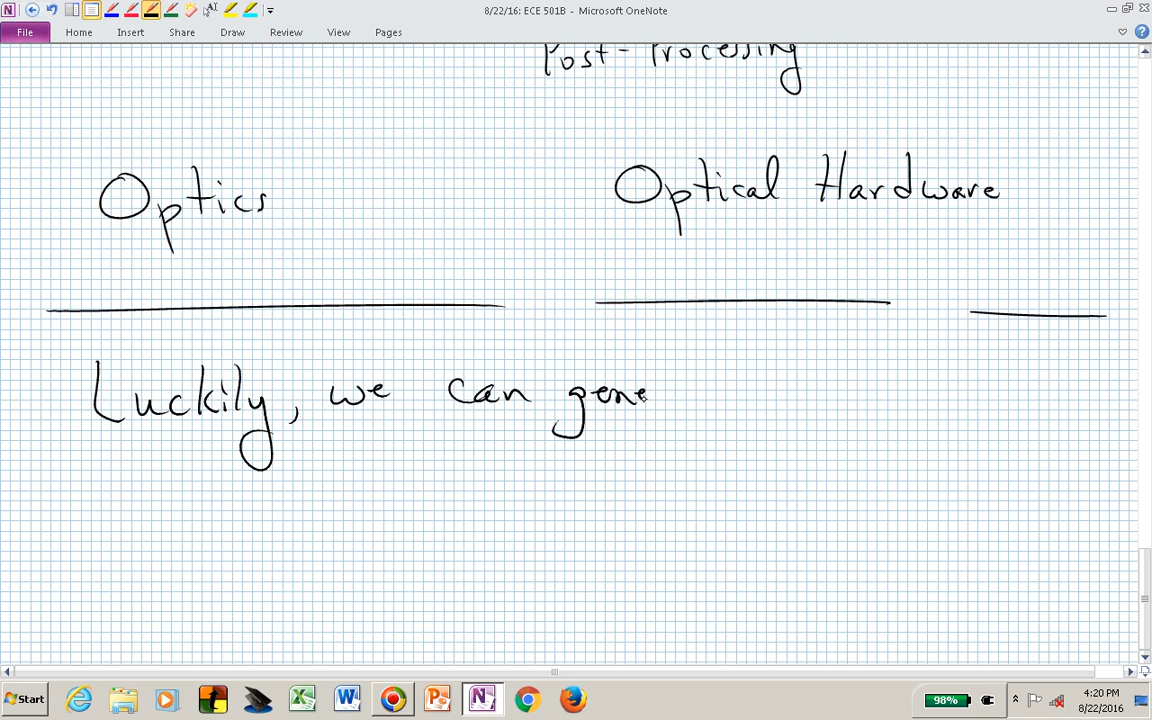 8/22/16: ECE 501B - Microsoft OneNote
File Home Insert Share Draw Review View Pages
Post-Processing
Optics Optical Hardware
Luckily, we can gene
Start
98%
4:20 PM
8/22/2016